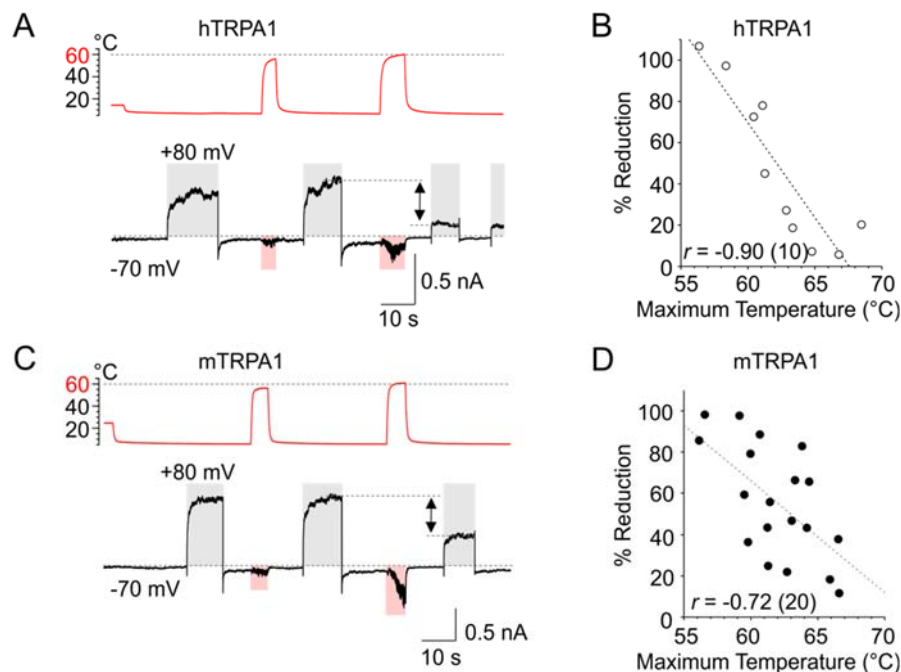 A
hTRPA1
°C
60
40
20
+80 mV
-70 mV
0.5 nA
10 s
B
hTRPA1
% Reduction
100
80
60
40
20
0
r = -0.90 (10)
55 60 65 70
Maximum Temperature (°C)
C
mTRPA1
°C
60
40
20
+80 mV
-70 mV
0.5 nA
10 s
D
mTRPA1
% Reduction
100
80
60
40
20
0
r = -0.72 (20)
55 60 65 70
Maximum Temperature (°C)